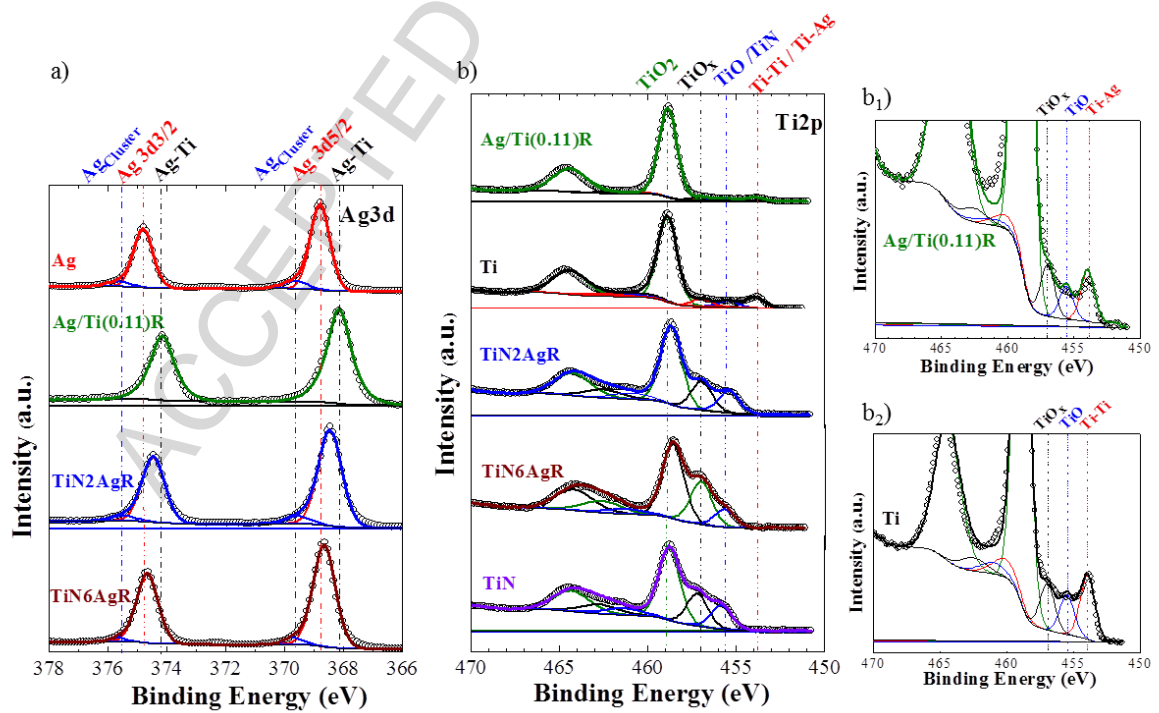 a)
Ag_Cluster
Ag 3d3/2
Ag-Ti
Ag_Cluster
Ag 3d5/2
Ag-Ti
Ag3d
Ag
Ag/Ti(0.11)R
TiN2AgR
TiN6AgR
Intensity (a.u.)
378 375 372 369 366
Binding Energy (eV)
ACCEPTED
b)
TiO₂
TiOₓ
TiO /TiN
Ti-Ti / Ti-Ag
Ti2p
Ag/Ti(0.11)R
Ti
TiN2AgR
TiN6AgR
TiN
Intensity (a.u.)
470 465 460 455 450
Binding Energy (eV)
b₁)
TiOₓ
TiO
Ti-Ag
Ag/Ti(0.11)R
Intensity (a.u.)
470 465 460 455 450
Binding Energy (eV)
b₂)
TiOₓ
TiO
Ti-Ti
Ti
Intensity (a.u.)
470 465 460 455 450
Binding Energy (eV)